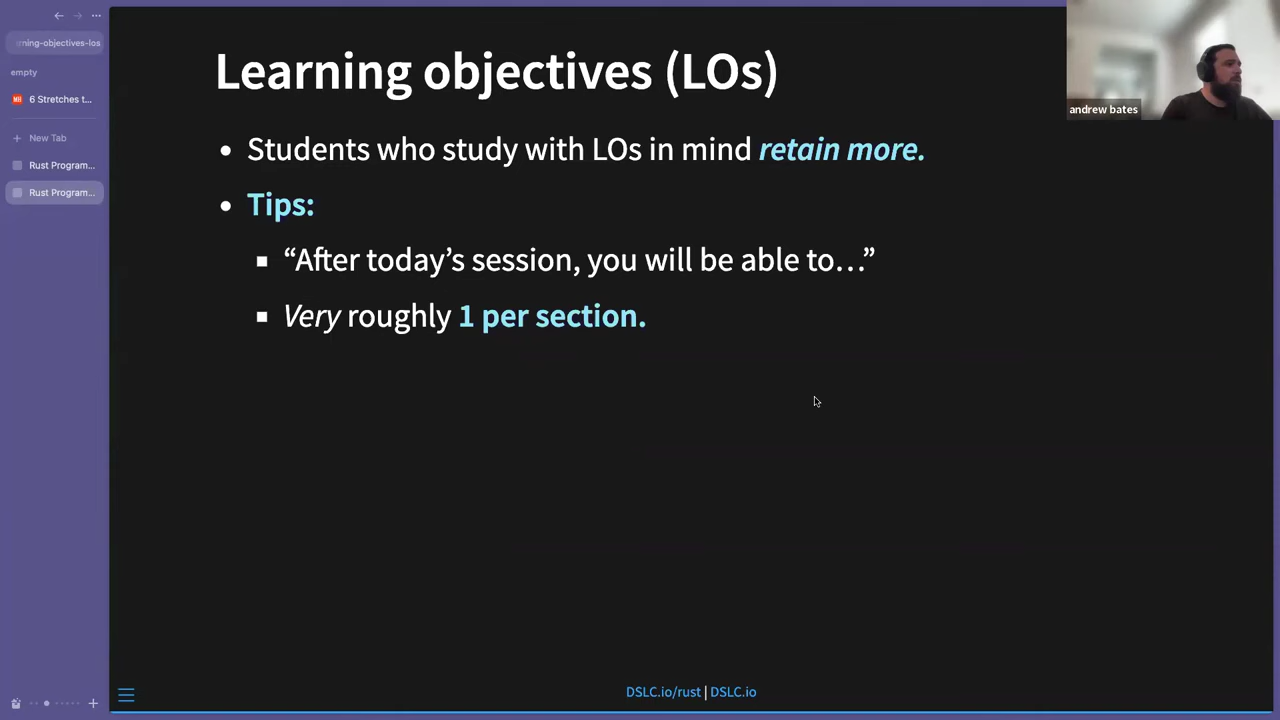 rning-objectives-los
empty
6 Stretches t...
New Tab
Rust Program...
Rust Program...
Learning objectives (LOs)
Students who study with LOs in mind retain more.
Tips:
“After today’s session, you will be able to…”
Very roughly 1 per section.
DSLC.io/rust | DSLC.io
andrew bates